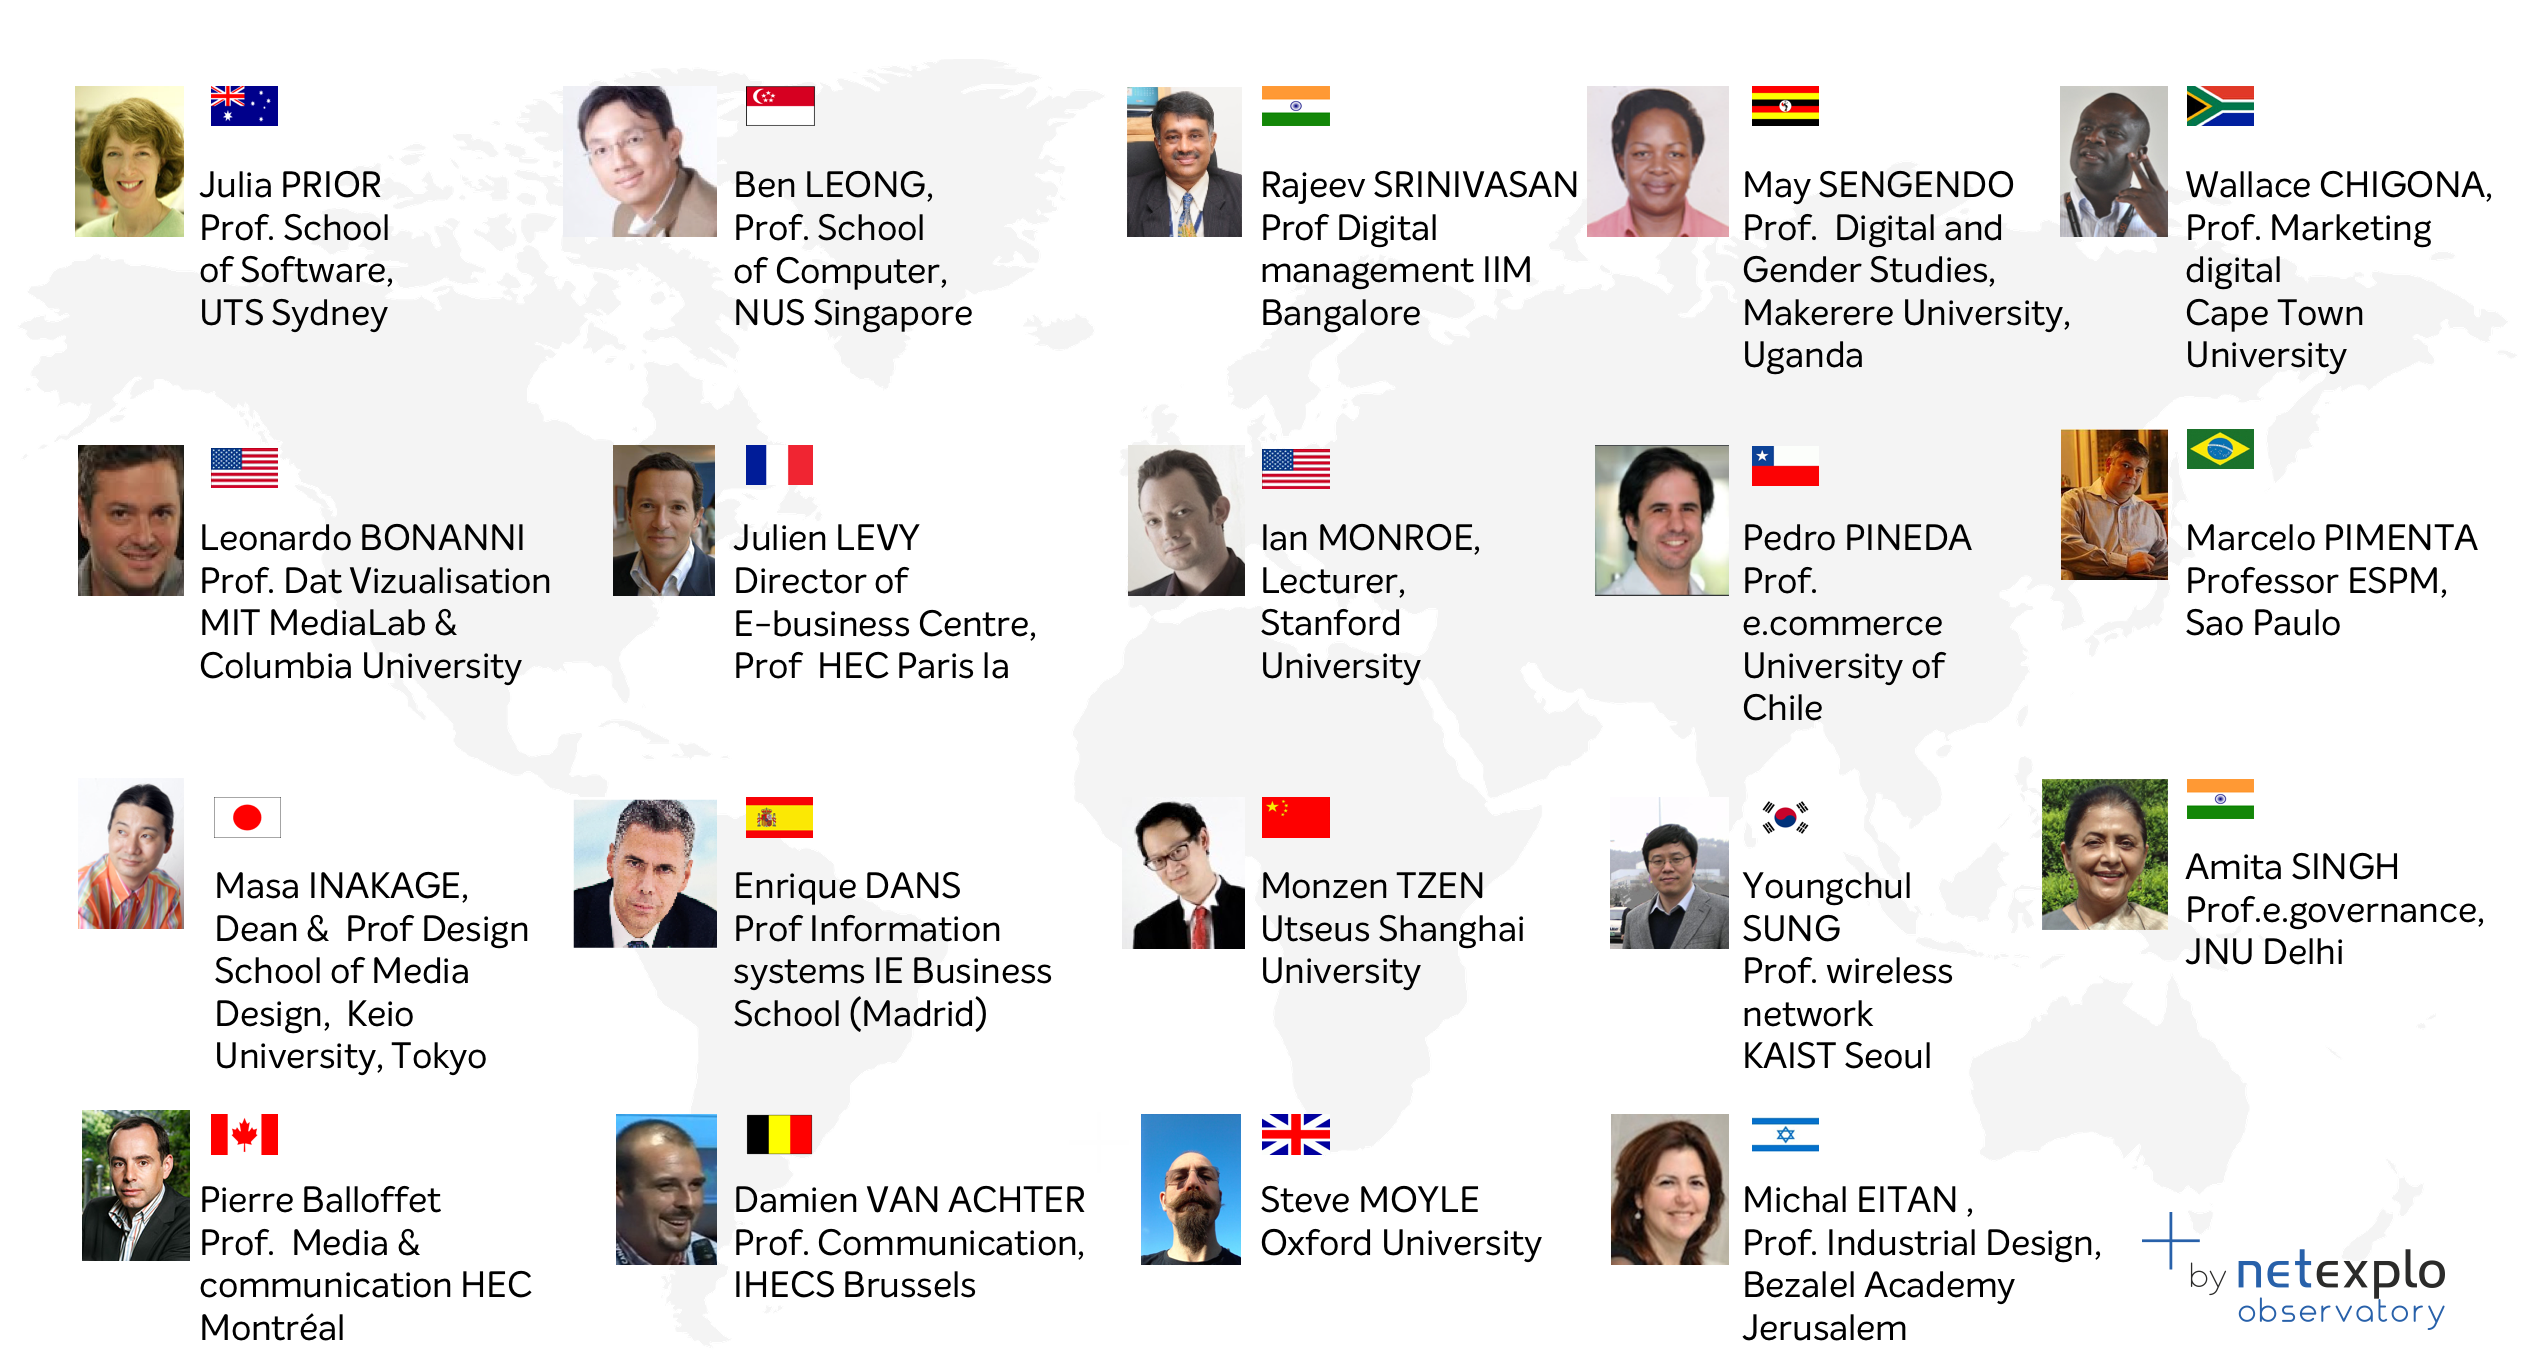 Julia PRIOR
Prof. School
of Software,
UTS Sydney
Ben LEONG,
Prof. School
of Computer,
NUS Singapore
Rajeev SRINIVASAN
Prof Digital
management IIM
Bangalore
May SENGENDO
Prof.  Digital and
Gender Studies,
Makerere University,
Uganda
Wallace CHIGONA,
Prof. Marketing
digital
Cape Town
University
Leonardo BONANNI
Prof. Dat Vizualisation
MIT MediaLab &
Columbia University
Julien LEVY
Director of
E-business Centre,
Prof  HEC Paris la
Ian MONROE,
Lecturer,
Stanford
University
Pedro PINEDA
Prof.
e.commerce
University of
Chile
Marcelo PIMENTA
Professor ESPM,
Sao Paulo
Masa INAKAGE,
Dean &  Prof Design
School of Media
Design,  Keio
University, Tokyo
Enrique DANS
Prof Information
systems IE Business
School (Madrid)
Monzen TZEN
Utseus Shanghai
University
Youngchul
SUNG
Prof. wireless
network
KAIST Seoul
Amita SINGH
Prof.e.governance,
JNU Delhi
Pierre Balloffet
Prof.  Media &
communication HEC
Montréal
Damien VAN ACHTER
Prof. Communication,
IHECS Brussels
Steve MOYLE
Oxford University
Michal EITAN ,
Prof. Industrial Design,
Bezalel Academy
Jerusalem
by netexplo
observatory